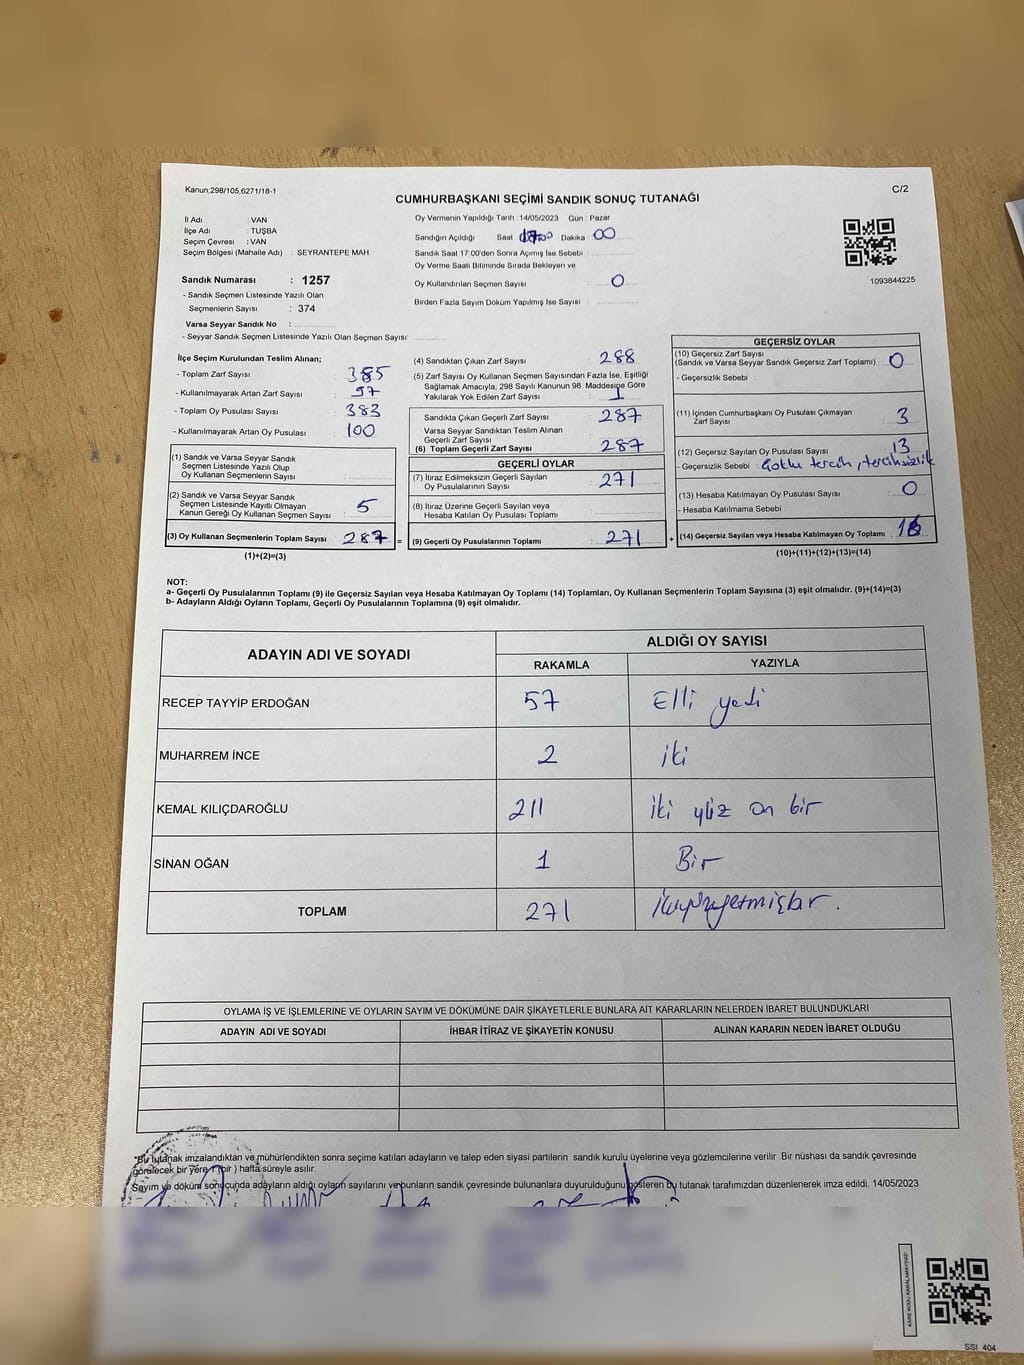 Kanun;298/105,6271/18-1
C/2
CUMHURBAŞKANI SEÇİMİ SANDIK SONUÇ TUTANAĞI
İl Adı : VAN
İlçe Adı : TUŞBA
Seçim Çevresi : VAN
Seçim Bölgesi (Mahalle Adı) : SEYRANTEPE MAH
Sandık Numarası : 1257
- Sandık Seçmen Listesinde Yazılı Olan
Seçmenlerin Sayısı : 374
Varsa Seyyar Sandık No :
- Seyyar Sandık Seçmen Listesinde Yazılı Olan Seçmen Sayısı:
Oy Vermenin Yapıldığı Tarih :14/05/2023 Gün : Pazar
Sandığın Açıldığı Saat Dakika : 00
Sandık Saat 17:00'den Sonra Açımış İse Sebebi :
Oy Verme Saati Bitiminde Sırada Bekleyen ve
Oy Kullandırılan Seçmen Sayısı : 0
Birden Fazla Sayım Döküm Yapılmış İse Sayısı :
1093844225
İlçe Seçim Kurulundan Teslim Alınan;
- Toplam Zarf Sayısı : 385
- Kullanılmayarak Artan Zarf Sayısı : 97
- Toplam Oy Pusulası Sayısı : 383
- Kullanılmayarak Artan Oy Pusulası : 100
(1) Sandık ve Varsa Seyyar Sandık
Seçmen Listesinde Yazılı Olup
Oy Kullanan Seçmenlerin Sayısı :
(2) Sandık ve Varsa Seyyar Sandık
Seçmen Listesinde Kayıtlı Olmayan
Kanun Gereği Oy Kullanan Seçmen Sayısı : 5
(3) Oy Kullanan Seçmenlerin Toplam Sayısı : 287 =
(1)+(2)=(3)
(4) Sandıktan Çıkan Zarf Sayısı : 288
(5) Zarf Sayısı Oy Kullanan Seçmen Sayısından Fazla İse, Eşitliği
Sağlamak Amacıyla, 298 Sayılı Kanunun 98. Maddesine Göre
Yakılarak Yok Edilen Zarf Sayısı : 1
Sandıkta Çıkan Geçerli Zarf Sayısı : 287
Varsa Seyyar Sandıktan Teslim Alınan
Geçerli Zarf Sayısı :
(6) Toplam Geçerli Zarf Sayısı : 287
GEÇERLİ OYLAR
(7) İtiraz Edilmeksizin Geçerli Sayılan
Oy Pusulalarının Sayısı : 271
(8) İtiraz Üzerine Geçerli Sayılan veya
Hesaba Katılan Oy Pusulası Toplamı :
(9) Geçerli Oy Pusulalarının Toplamı : 271 +
GEÇERSİZ OYLAR
(10) Geçersiz Zarf Sayısı
(Sandık ve Varsa Seyyar Sandık Geçersiz Zarf Toplamı) : 0
- Geçersizlik Sebebi :
(11) İçinden Cumhurbaşkanı Oy Pusulası Çıkmayan
Zarf Sayısı : 3
(12) Geçersiz Sayılan Oy Pusulası Sayısı : 13
- Geçersizlik Sebebi : Çoklu tercih, tercihsizlik
(13) Hesaba Katılmayan Oy Pusulası Sayısı : 0
- Hesaba Katılmama Sebebi :
(14) Geçersiz Sayılan veya Hesaba Katılmayan Oy Toplamı : 16
(10)+(11)+(12)+(13)=(14)
NOT:
a- Geçerli Oy Pusulalarının Toplamı (9) ile Geçersiz Sayılan veya Hesaba Katılmayan Oy Toplamı (14) Toplamları, Oy Kullanan Seçmenlerin Toplam Sayısına (3) eşit olmalıdır. (9)+(14)=(3)
b- Adayların Aldığı Oyların Toplamı, Geçerli Oy Pusulalarının Toplamına (9) eşit olmalıdır.
ADAYIN ADI VE SOYADI
ALDIĞI OY SAYISI
RAKAMLA YAZIYLA
RECEP TAYYİP ERDOĞAN 57 Elli yedi
MUHARREM İNCE 2 iki
KEMAL KILIÇDAROĞLU 211 iki yüz on bir
SİNAN OĞAN 1 Bir
TOPLAM 271
OYLAMA İŞ VE İŞLEMLERİNE VE OYLARIN SAYIM VE DÖKÜMÜNE DAİR ŞİKAYETLERLE BUNLARA AİT KARARLARIN NELERDEN İBARET BULUNDUKLARI
ADAYIN ADI VE SOYADI İHBAR İTİRAZ VE ŞİKAYETİN KONUSU ALINAN KARARIN NEDEN İBARET OLDUĞU
*Bu tutanak imzalandıktan ve mühürlendikten sonra seçime katılan adayların ve talep eden siyasi partilerin sandık kurulu üyelerine veya gözlemcilerine verilir. Bir nüshası da sandık çevresinde
görülecek bir yere 1(bir) hafta süreyle asılır.
Sayım ve döküm sonucunda adayların aldığı oyların sayılarını ve bunların sandık çevresinde bulunanlara duyurulduğunu gösteren bu tutanak tarafımızdan düzenlenerek imza edildi. 14/05/2023
KARE KODU KARALAMAYINIZ!
SSI 404